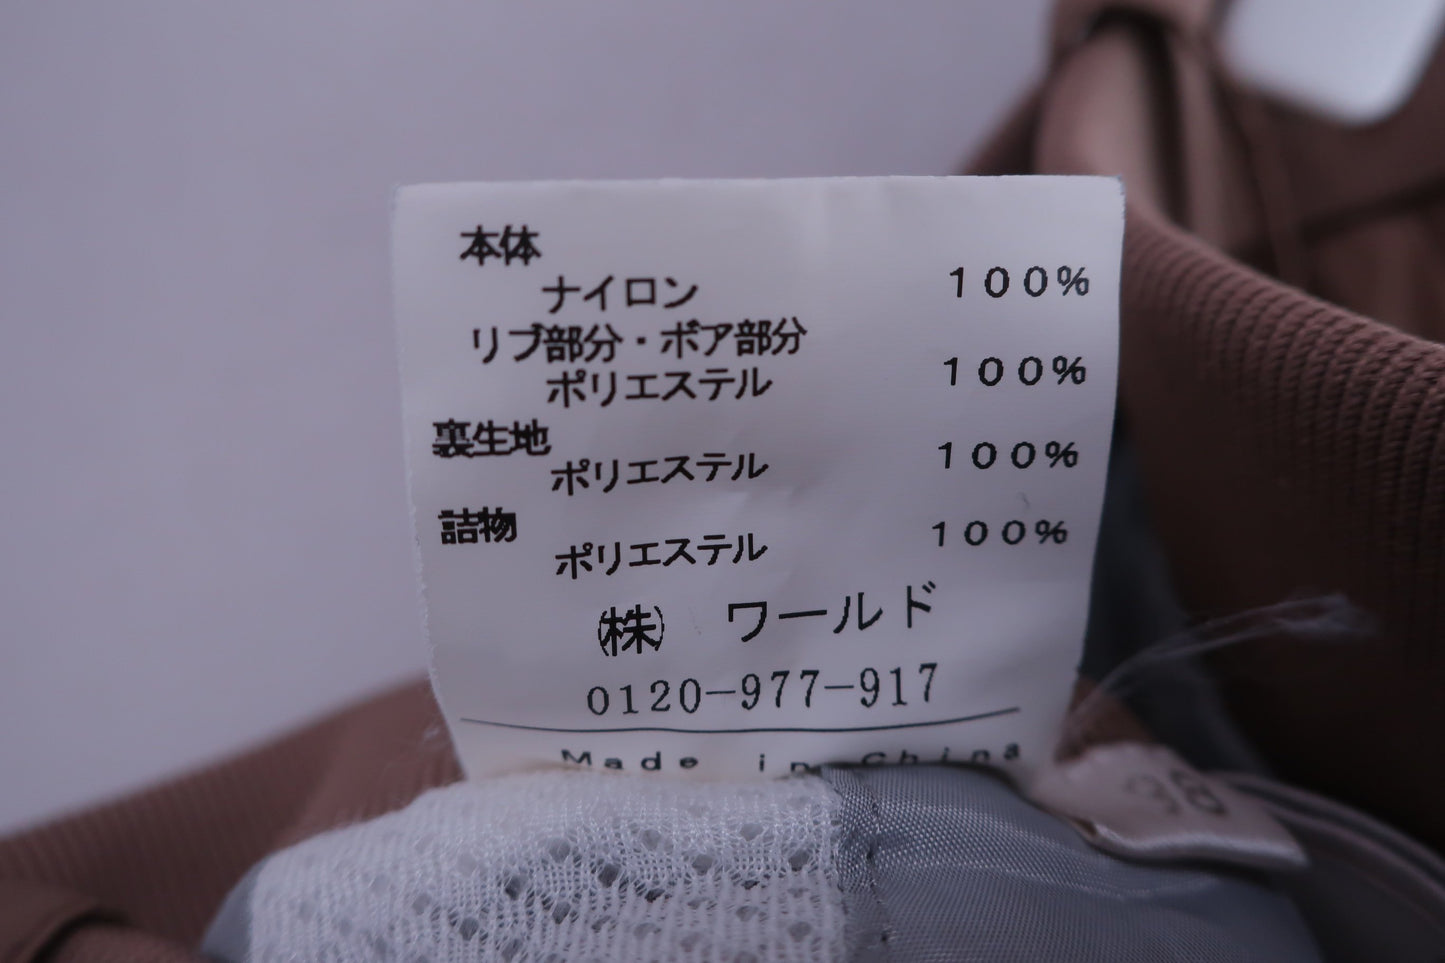 本体
ナイロン 100%
リブ部分・ボア部分
ポリエステル 100%
裏生地
ポリエステル 100%
詰物
ポリエステル 100%
㈱ ワールド
0120-977-917
Made in China
38